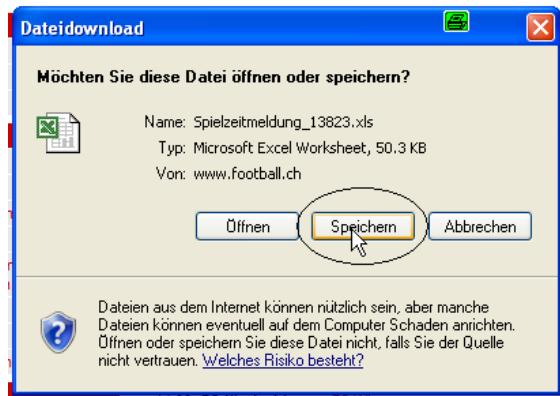 Dateidownload
Möchten Sie diese Datei öffnen oder speichern?
Name: Spielzeitmeldung_13823.xls
Typ: Microsoft Excel Worksheet, 50.3 KB
Von: www.football.ch
Öffnen Speichern Abbrechen
Dateien aus dem Internet können nützlich sein, aber manche
Dateien können eventuell auf dem Computer Schaden anrichten.
Öffnen oder speichern Sie diese Datei nicht, falls Sie der Quelle
nicht vertrauen. Welches Risiko besteht?